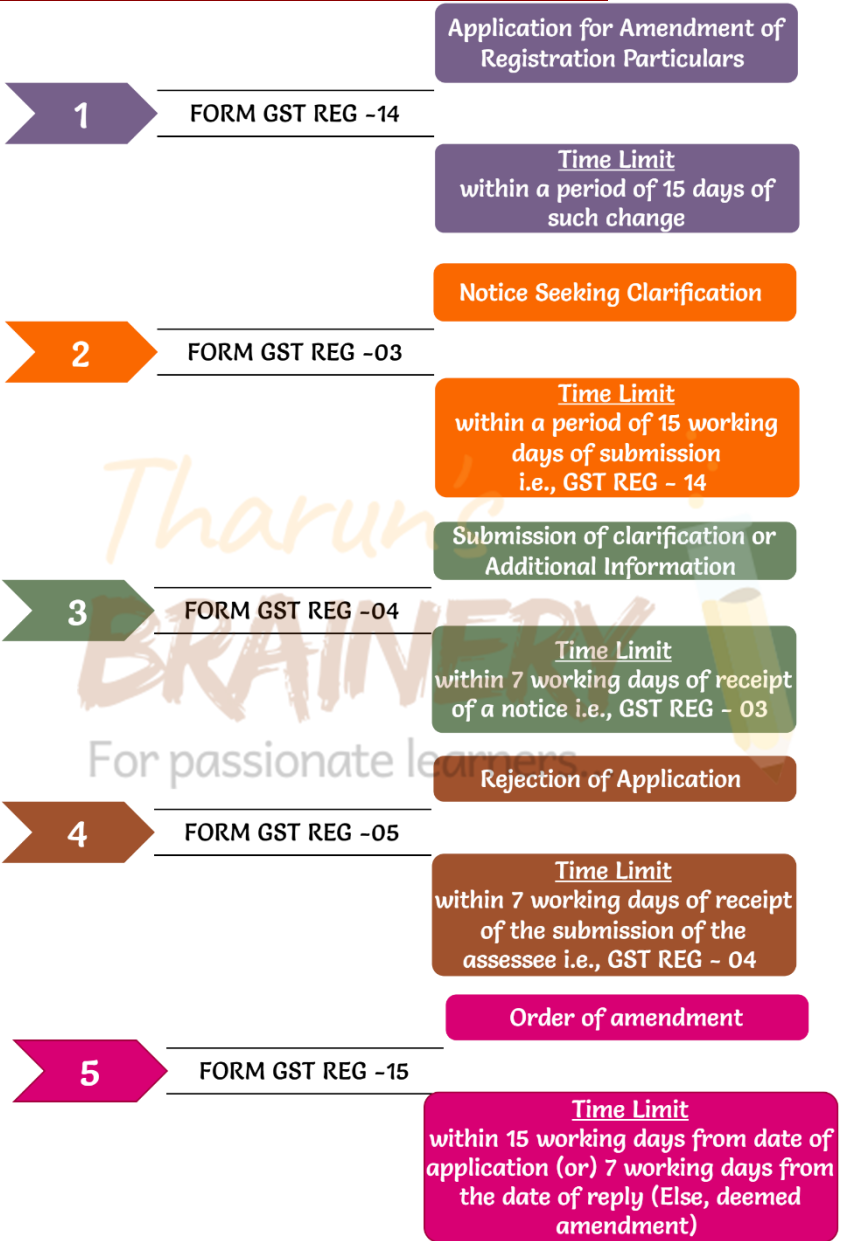 Application for Amendment of
Registration Particulars
1
FORM GST REG -14
Time Limit
within a period of 15 days of
such change
Notice Seeking Clarification
2
FORM GST REG -03
Time Limit
within a period of 15 working
days of submission
i.e., GST REG - 14
Tharun's
Submission of clarification or
Additional Information
3
FORM GST REG -04
BRAINERY
Time Limit
within 7 working days of receipt
of a notice i.e., GST REG - 03
For passionate learners...
Rejection of Application
4
FORM GST REG -05
Time Limit
within 7 working days of receipt
of the submission of the
assessee i.e., GST REG - 04
Order of amendment
5
FORM GST REG -15
Time Limit
within 15 working days from date of
application (or) 7 working days from
the date of reply (Else, deemed
amendment)